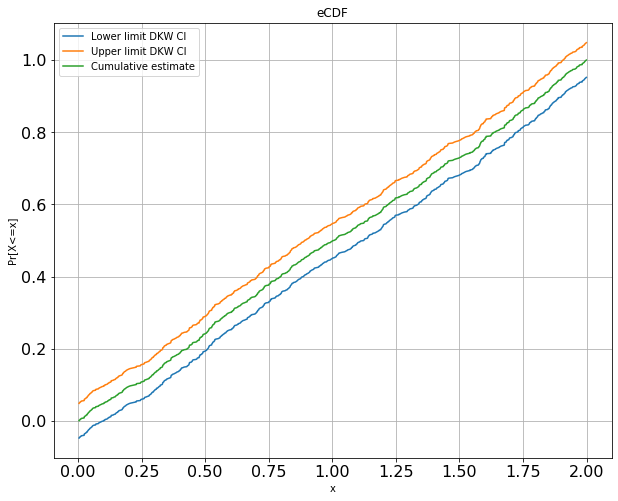 eCDF
Lower limit DKW CI
Upper limit DKW CI
Cumulative estimate
1.0
0.8
0.6
0.4
0.2
0.0
Pr[X<=x]
0.00 0.25 0.50 0.75 1.00 1.25 1.50 1.75 2.00
x